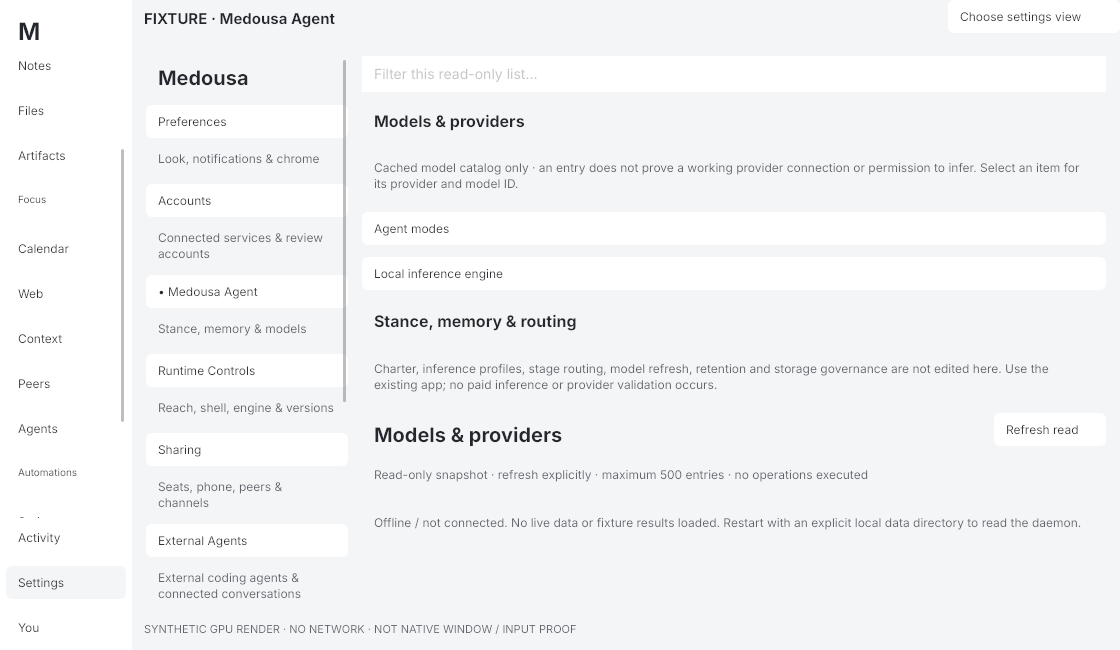 M
Notes
Files
Artifacts
Focus
Calendar
Web
Context
Peers
Agents
Automations
Activity
Settings
You
FIXTURE · Medousa Agent
Choose settings view
Medousa
Preferences
Look, notifications & chrome
Accounts
Connected services & review
accounts
• Medousa Agent
Stance, memory & models
Runtime Controls
Reach, shell, engine & versions
Sharing
Seats, phone, peers &
channels
External Agents
External coding agents &
connected conversations
Filter this read-only list...
Models & providers
Cached model catalog only · an entry does not prove a working provider connection or permission to infer. Select an item for
its provider and model ID.
Agent modes
Local inference engine
Stance, memory & routing
Charter, inference profiles, stage routing, model refresh, retention and storage governance are not edited here. Use the
existing app; no paid inference or provider validation occurs.
Models & providers
Refresh read
Read-only snapshot · refresh explicitly · maximum 500 entries · no operations executed
Offline / not connected. No live data or fixture results loaded. Restart with an explicit local data directory to read the daemon.
SYNTHETIC GPU RENDER · NO NETWORK · NOT NATIVE WINDOW / INPUT PROOF